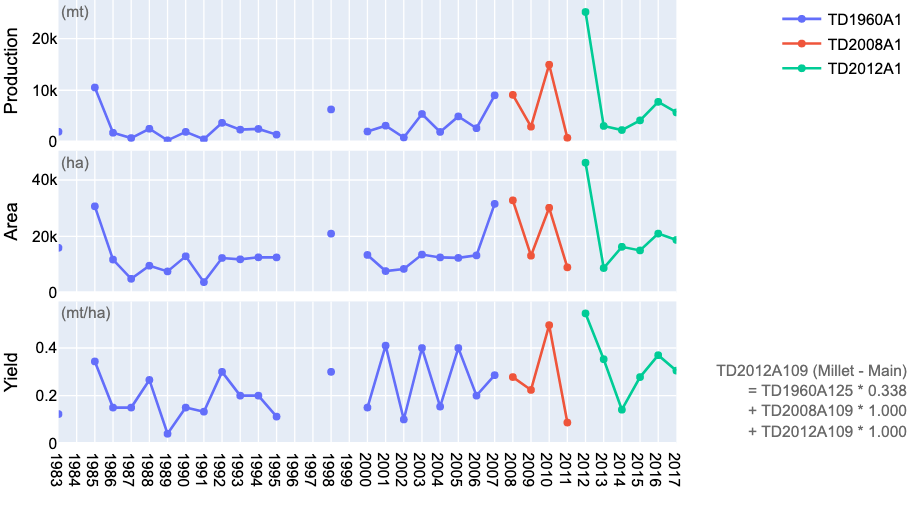 (mt)
Production
20k
10k
0
TD1960A1
TD2008A1
TD2012A1
(ha)
Area
40k
20k
0
(mt/ha)
Yield
0.4
0.2
0
TD2012A109 (Millet - Main)
= TD1960A125 * 0.338
+ TD2008A109 * 1.000
+ TD2012A109 * 1.000
1983
1984
1985
1986
1987
1988
1989
1990
1991
1992
1993
1994
1995
1996
1997
1998
1999
2000
2001
2002
2003
2004
2005
2006
2007
2008
2009
2010
2011
2012
2013
2014
2015
2016
2017